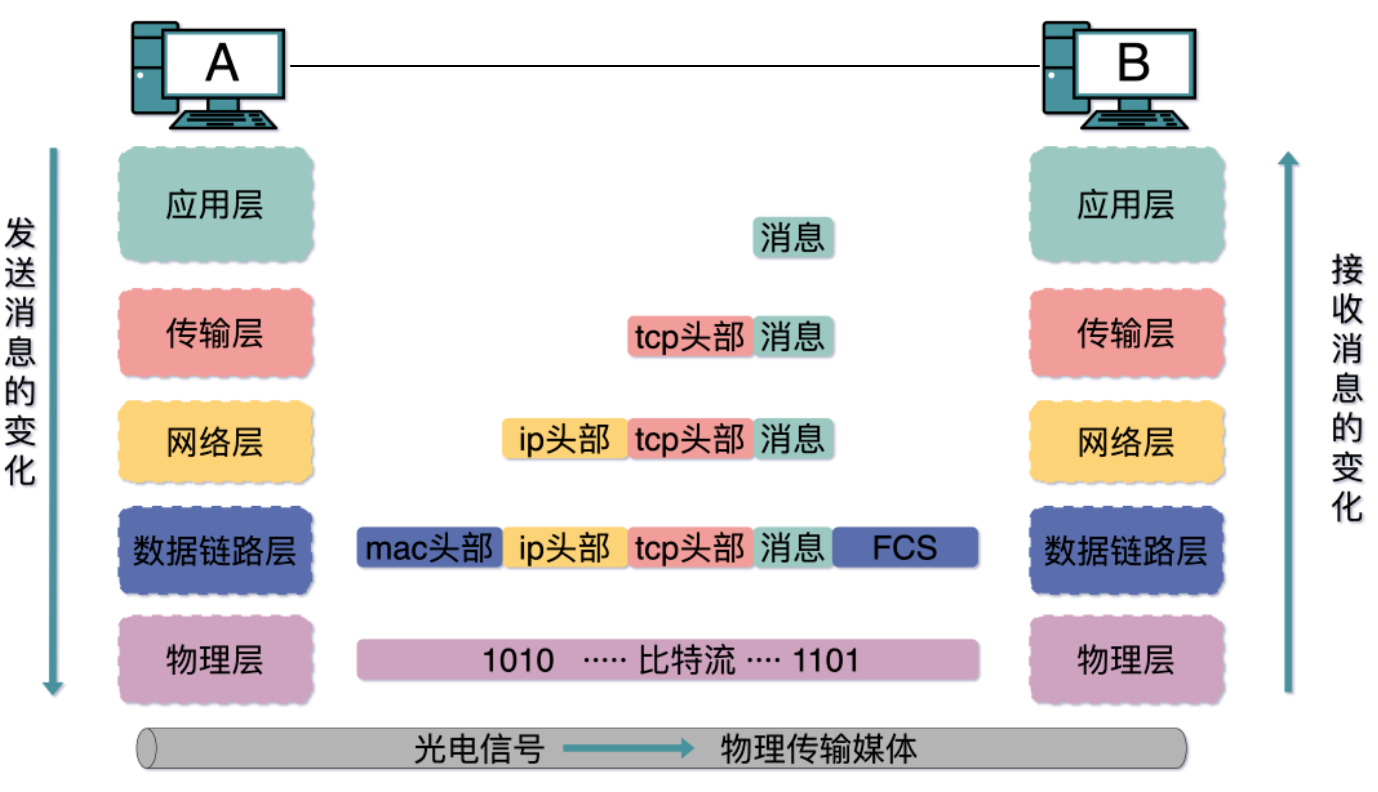 A
B
发送消息的变化
应用层
消息
应用层
接收消息的变化
传输层
tcp头部 消息
传输层
网络层
ip头部 tcp头部 消息
网络层
数据链路层
mac头部 ip头部 tcp头部 消息 FCS
数据链路层
物理层
1010 ····· 比特流 ···· 1101
物理层
光电信号 物理传输媒体